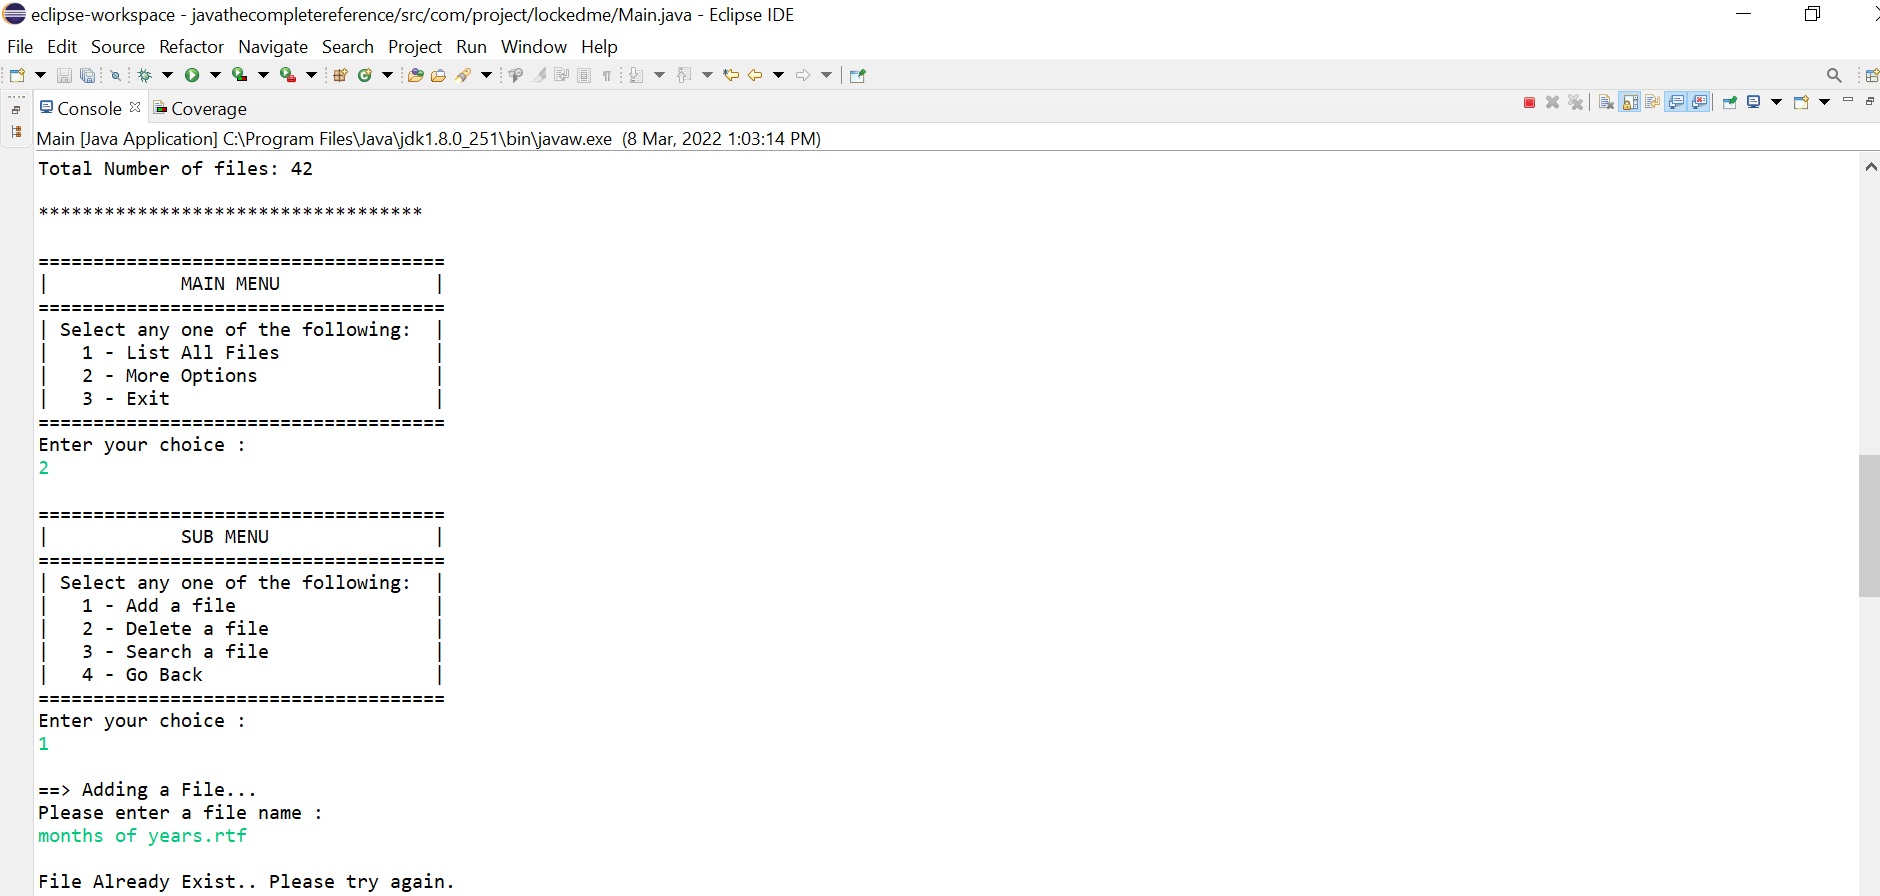 eclipse-workspace - javathecompletereference/src/com/project/lockedme/Main.java - Eclipse IDE
File Edit Source Refactor Navigate Search Project Run Window Help
Console Coverage
Main [Java Application] C:\Program Files\Java\jdk1.8.0_251\bin\javaw.exe (8 Mar, 2022 1:03:14 PM)
Total Number of files: 42
***********************************
=====================================
| MAIN MENU |
=====================================
| Select any one of the following: |
| 1 - List All Files |
| 2 - More Options |
| 3 - Exit |
=====================================
Enter your choice :
2
=====================================
| SUB MENU |
=====================================
| Select any one of the following: |
| 1 - Add a file |
| 2 - Delete a file |
| 3 - Search a file |
| 4 - Go Back |
=====================================
Enter your choice :
1
==> Adding a File...
Please enter a file name :
months of years.rtf
File Already Exist.. Please try again.